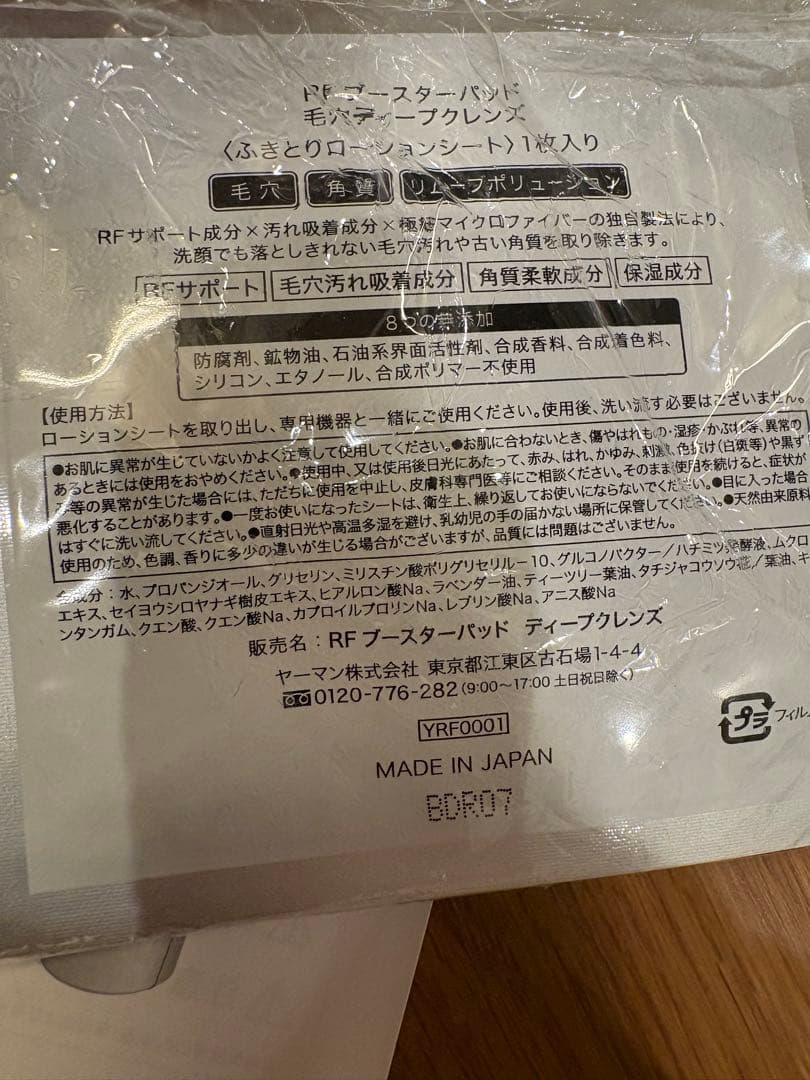 RF ブースターパッド
毛穴ディープクレンズ
〈ふきとりローションシート〉1枚入り
毛穴 角質 リムーブポリューション
RFサポート成分×汚れ吸着成分×極細マイクロファイバーの独自製法により、
洗顔でも落としきれない毛穴汚れや古い角質を取り除きます。
RFサポート 毛穴汚れ吸着成分 角質柔軟成分 保湿成分
8つの無添加
防腐剤、鉱物油、石油系界面活性剤、合成香料、合成着色料、
シリコン、エタノール、合成ポリマー不使用
【使用方法】
ローションシートを取り出し、専用機器と一緒にご使用ください。使用後、洗い流す必要はございません。
●お肌に異常が生じていないかよく注意して使用してください。●お肌に合わないとき、傷やはれもの・湿疹・かぶれ等、異常の
あるときには使用をおやめください。●使用中、又は使用後日光にあたって、赤み、はれ、かゆみ、刺激、色抜け(白斑等)や黒ず
み等の異常が生じた場合には、ただちに使用を中止し、皮膚科専門医等にご相談ください。そのまま使用を続けると、症状が
悪化することがあります。●一度お使いになったシートは、衛生上、繰り返してお使いにならないでください。●目に入った場合
はすぐに洗い流してください。●直射日光や高温多湿を避け、乳幼児の手の届かない場所に保管してください。●天然由来原料
使用のため、色調、香りに多少の違いが生じる場合がございますが、品質には問題はございません。
全成分：水、プロパンジオール、グリセリン、ミリスチン酸ポリグリセリル－10、グルコノバクター／ハチミツ発酵液、ムクロ
エキス、セイヨウシロヤナギ樹皮エキス、ヒアルロン酸Na、ラベンダー油、ティーツリー葉油、タチジャコウソウ花／葉油、キ
ンタンガム、クエン酸、クエン酸Na、カプロイルプロリンNa、レブリン酸Na、アニス酸Na
販売名：RF ブースターパッド ディープクレンズ
ヤーマン株式会社 東京都江東区古石場1-4-4
0120-776-282(9:00～17:00 土日祝日除く)
YRF0001
プラ フィル
MADE IN JAPAN
BDR07